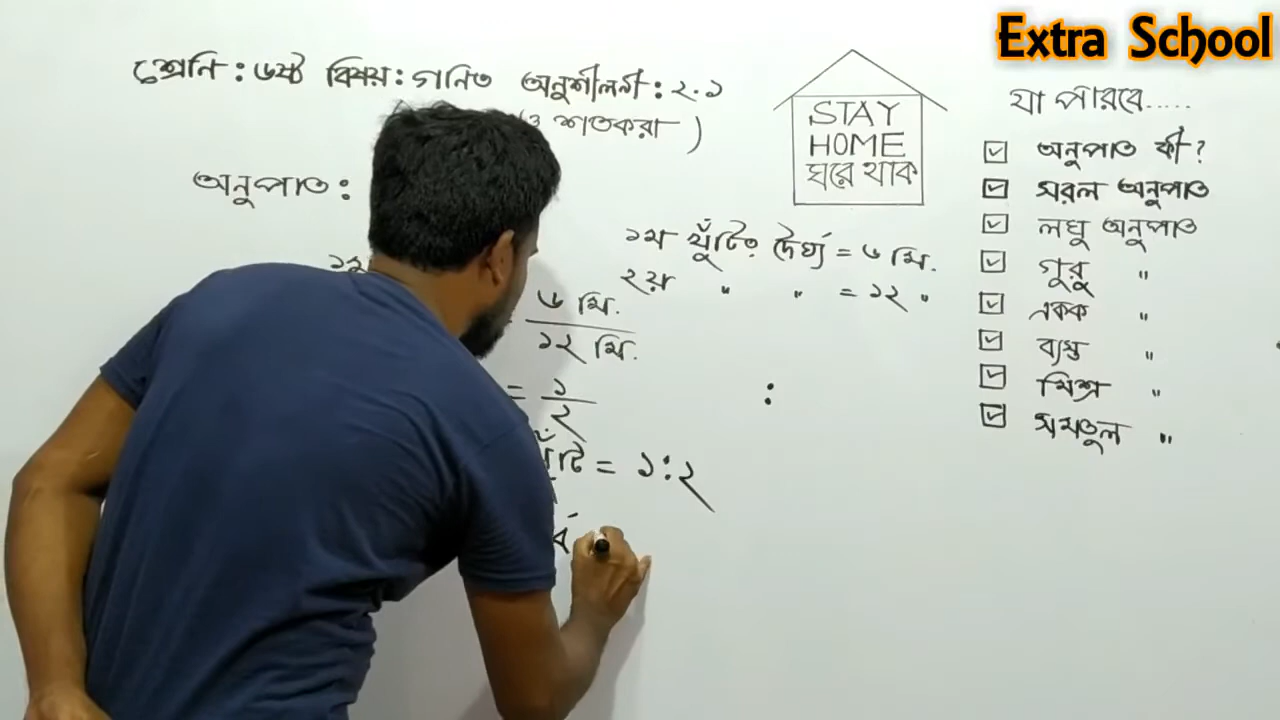 Extra School
শ্রেনি : ৬ষ্ঠ বিষয় : গনিত অনুশীলনী : ২.১
ও শতকরা )
অনুপাত :
STAY
HOME
ঘরে থাক
১ম খুঁটির দৈর্ঘ্য = ৬ মি.
২য় " " = ১২ "
৬ মি.
১২ মি.
= ১
২
:
= ১:২
যা পারবে.....
অনুপাত কী?
সরল অনুপাত
লঘু অনুপাত
গুরু "
একক "
ব্যস্ত "
মিশ্র "
সমতুল "